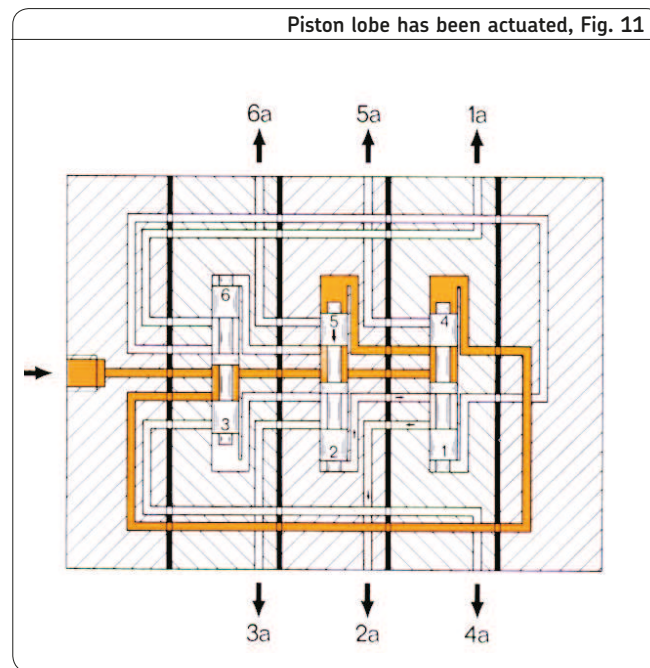 Piston lobe has been actuated, Fig. 11
6a 5a 1a
6 5 4
3 2 1
3a 2a 4a